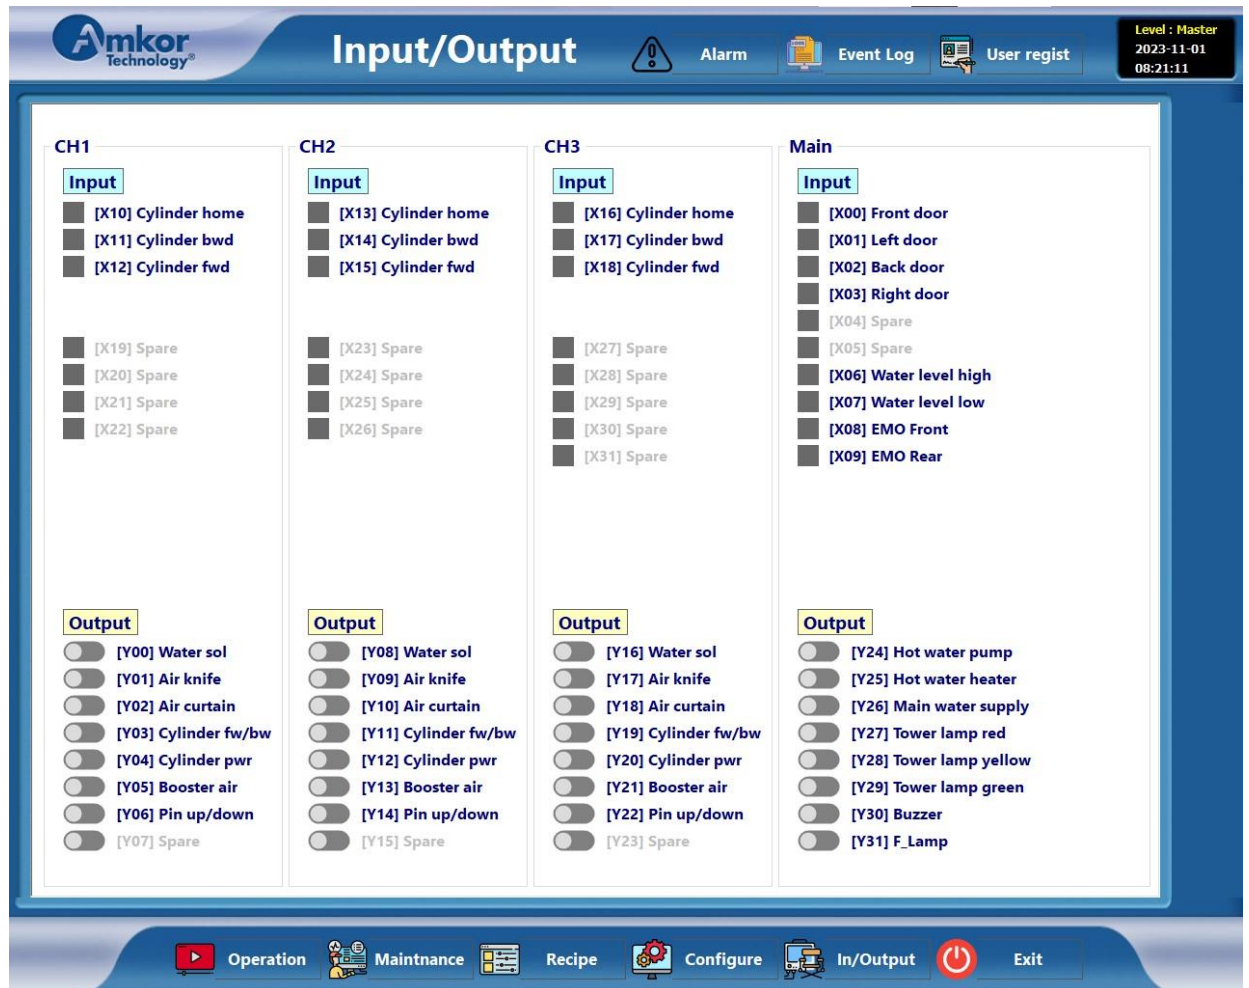 Amkor
Technology®
Input/Output
Alarm
Event Log
User regist
Level : Master
2023-11-01
08:21:11
CH1
Input
[X10] Cylinder home
[X11] Cylinder bwd
[X12] Cylinder fwd
[X19] Spare
[X20] Spare
[X21] Spare
[X22] Spare
Output
[Y00] Water sol
[Y01] Air knife
[Y02] Air curtain
[Y03] Cylinder fw/bw
[Y04] Cylinder pwr
[Y05] Booster air
[Y06] Pin up/down
[Y07] Spare
CH2
Input
[X13] Cylinder home
[X14] Cylinder bwd
[X15] Cylinder fwd
[X23] Spare
[X24] Spare
[X25] Spare
[X26] Spare
Output
[Y08] Water sol
[Y09] Air knife
[Y10] Air curtain
[Y11] Cylinder fw/bw
[Y12] Cylinder pwr
[Y13] Booster air
[Y14] Pin up/down
[Y15] Spare
CH3
Input
[X16] Cylinder home
[X17] Cylinder bwd
[X18] Cylinder fwd
[X27] Spare
[X28] Spare
[X29] Spare
[X30] Spare
[X31] Spare
Output
[Y16] Water sol
[Y17] Air knife
[Y18] Air curtain
[Y19] Cylinder fw/bw
[Y20] Cylinder pwr
[Y21] Booster air
[Y22] Pin up/down
[Y23] Spare
Main
Input
[X00] Front door
[X01] Left door
[X02] Back door
[X03] Right door
[X04] Spare
[X05] Spare
[X06] Water level high
[X07] Water level low
[X08] EMO Front
[X09] EMO Rear
Output
[Y24] Hot water pump
[Y25] Hot water heater
[Y26] Main water supply
[Y27] Tower lamp red
[Y28] Tower lamp yellow
[Y29] Tower lamp green
[Y30] Buzzer
[Y31] F_Lamp
Operation
Maintnance
Recipe
Configure
In/Output
Exit